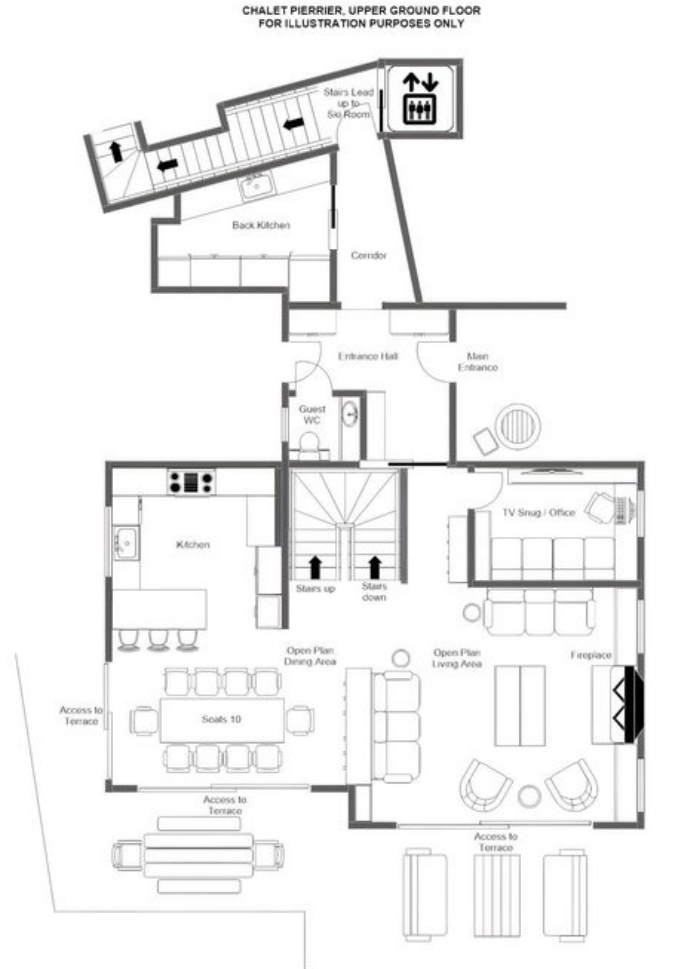 CHALET PIERRIER, UPPER GROUND FLOOR
FOR ILLUSTRATION PURPOSES ONLY
Stairs Lead
up to
Ski Room
Back Kitchen
Corridor
Entrance Hall
Main
Entrance
Guest
WC
TV Snug / Office
Kitchen
Stairs up
Stairs
down
Open Plan
Dining Area
Open Plan
Living Area
Fireplace
Access to
Terrace
Seats 10
Access to
Terrace
Access to
Terrace